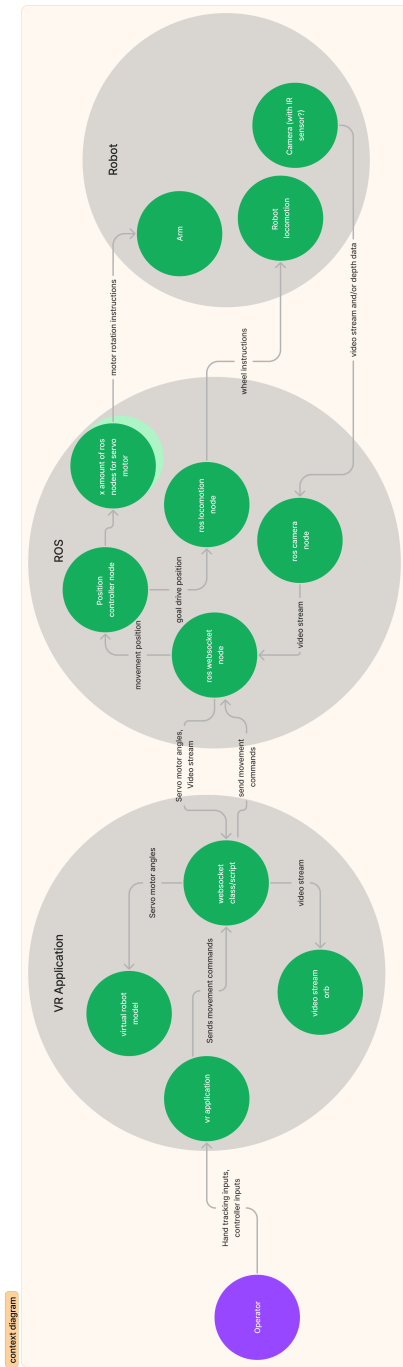 context diagram
Operator
Hand tracking inputs,
controller inputs
VR Application
vr application
Sends movement commands
virtual robot
model
Servo motor angles
websocket
class/script
video stream
video stream
orb
Servo motor angles,
Video stream
send movement
commands
ROS
ros websocket
node
movement position
Position
controller node
goal drive position
x amount of ros
nodes for servo
motor
ros locomotion
node
video stream
ros camera
node
motor rotation instructions
wheel instructions
video stream and/or depth data
Robot
Arm
Robot
locomotion
Camera (with IR
sensor?)